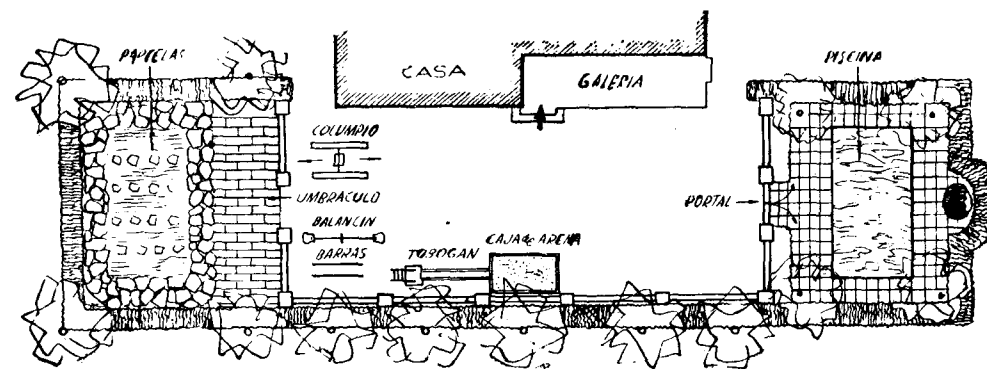 PARCELAS
CASA
GALERIA
PISCINA
COLUMPIO
UMBRACULO
PORTAL
BALANCIN
BARRAS
TOBOGAN
CAJA de ARENA